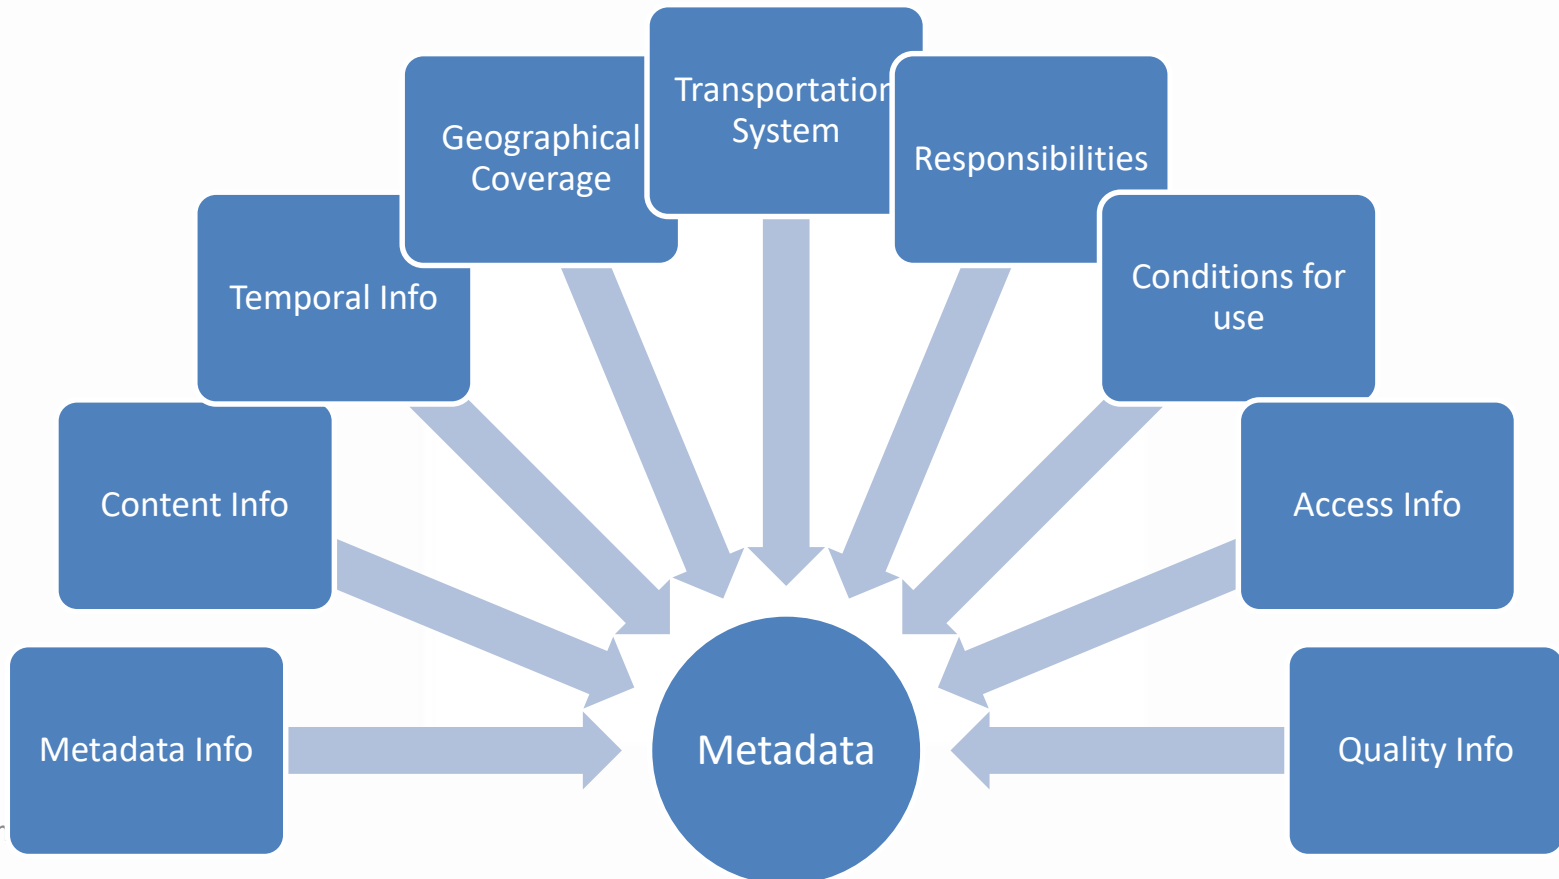 Transportation
System
Geographical
Coverage
Responsibilities
Temporal Info
Conditions for
use
Content Info
Access Info
Metadata Info
Metadata
Quality Info